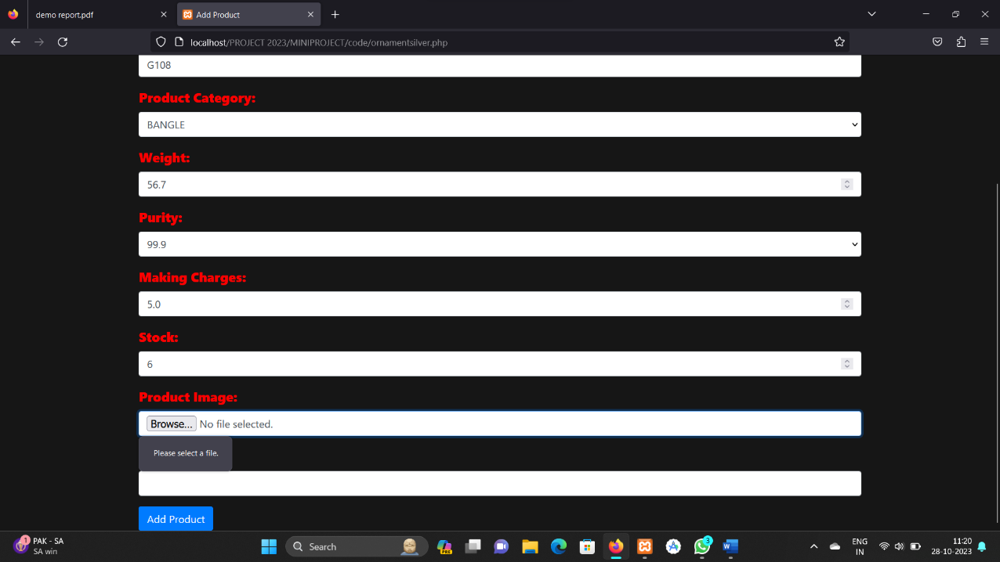 demo report.pdf
Add Product
localhost/PROJECT 2023/MINIPROJECT/code/ornamentsilver.php
G108
Product Category:
BANGLE
Weight:
56.7
Purity:
99.9
Making Charges:
5.0
Stock:
6
Product Image:
Browse... No file selected.
Please select a file.
Add Product
1
PAK - SA
SA win
Search
PRE
3
W
ENG
IN
11:20
28-10-2023